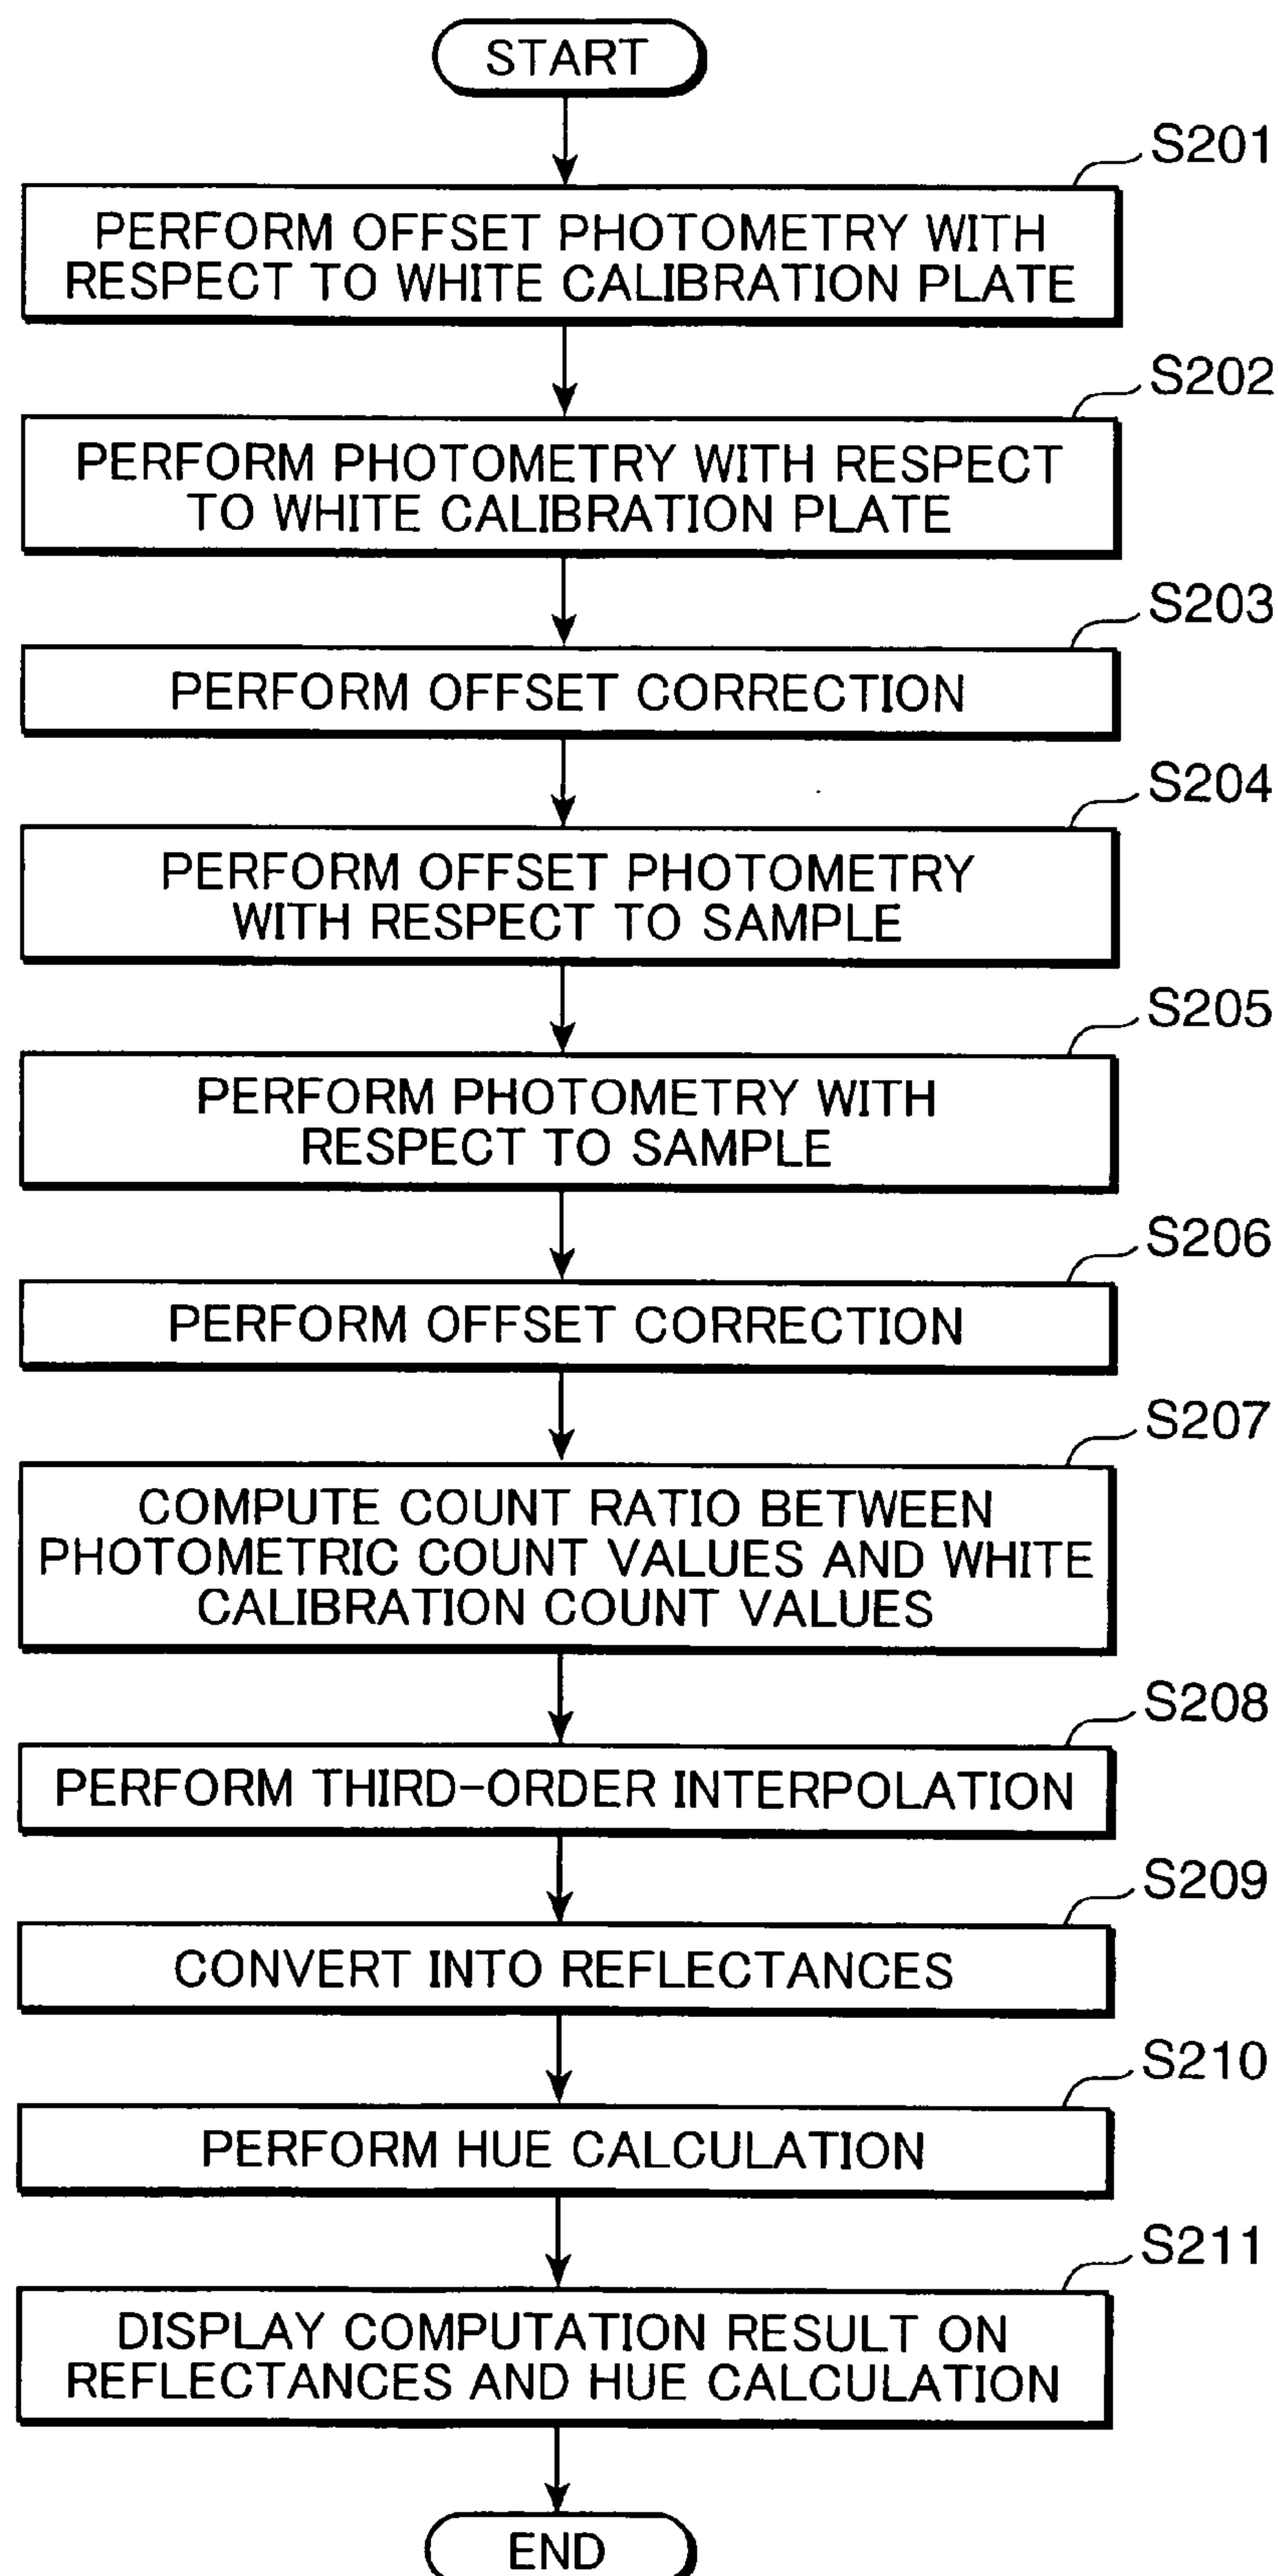 START
S201
PERFORM OFFSET PHOTOMETRY WITH
RESPECT TO WHITE CALIBRATION PLATE
S202
PERFORM PHOTOMETRY WITH RESPECT
TO WHITE CALIBRATION PLATE
S203
PERFORM OFFSET CORRECTION
S204
PERFORM OFFSET PHOTOMETRY
WITH RESPECT TO SAMPLE
S205
PERFORM PHOTOMETRY WITH
RESPECT TO SAMPLE
S206
PERFORM OFFSET CORRECTION
S207
COMPUTE COUNT RATIO BETWEEN
PHOTOMETRIC COUNT VALUES AND WHITE
CALIBRATION COUNT VALUES
S208
PERFORM THIRD-ORDER INTERPOLATION
S209
CONVERT INTO REFLECTANCES
S210
PERFORM HUE CALCULATION
S211
DISPLAY COMPUTATION RESULT ON
REFLECTANCES AND HUE CALCULATION
END